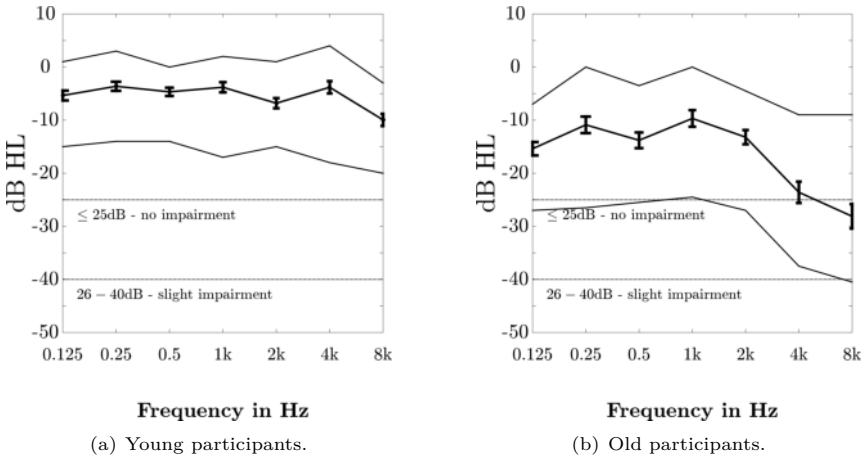 10
0
-10
-20
-30
-40
-50
dB HL
≤ 25dB - no impairment
26 − 40dB - slight impairment
0.125 0.25 0.5 1k 2k 4k 8k
Frequency in Hz
(a) Young participants.
10
0
-10
-20
-30
-40
-50
dB HL
≤ 25dB - no impairment
26 − 40dB - slight impairment
0.125 0.25 0.5 1k 2k 4k 8k
Frequency in Hz
(b) Old participants.